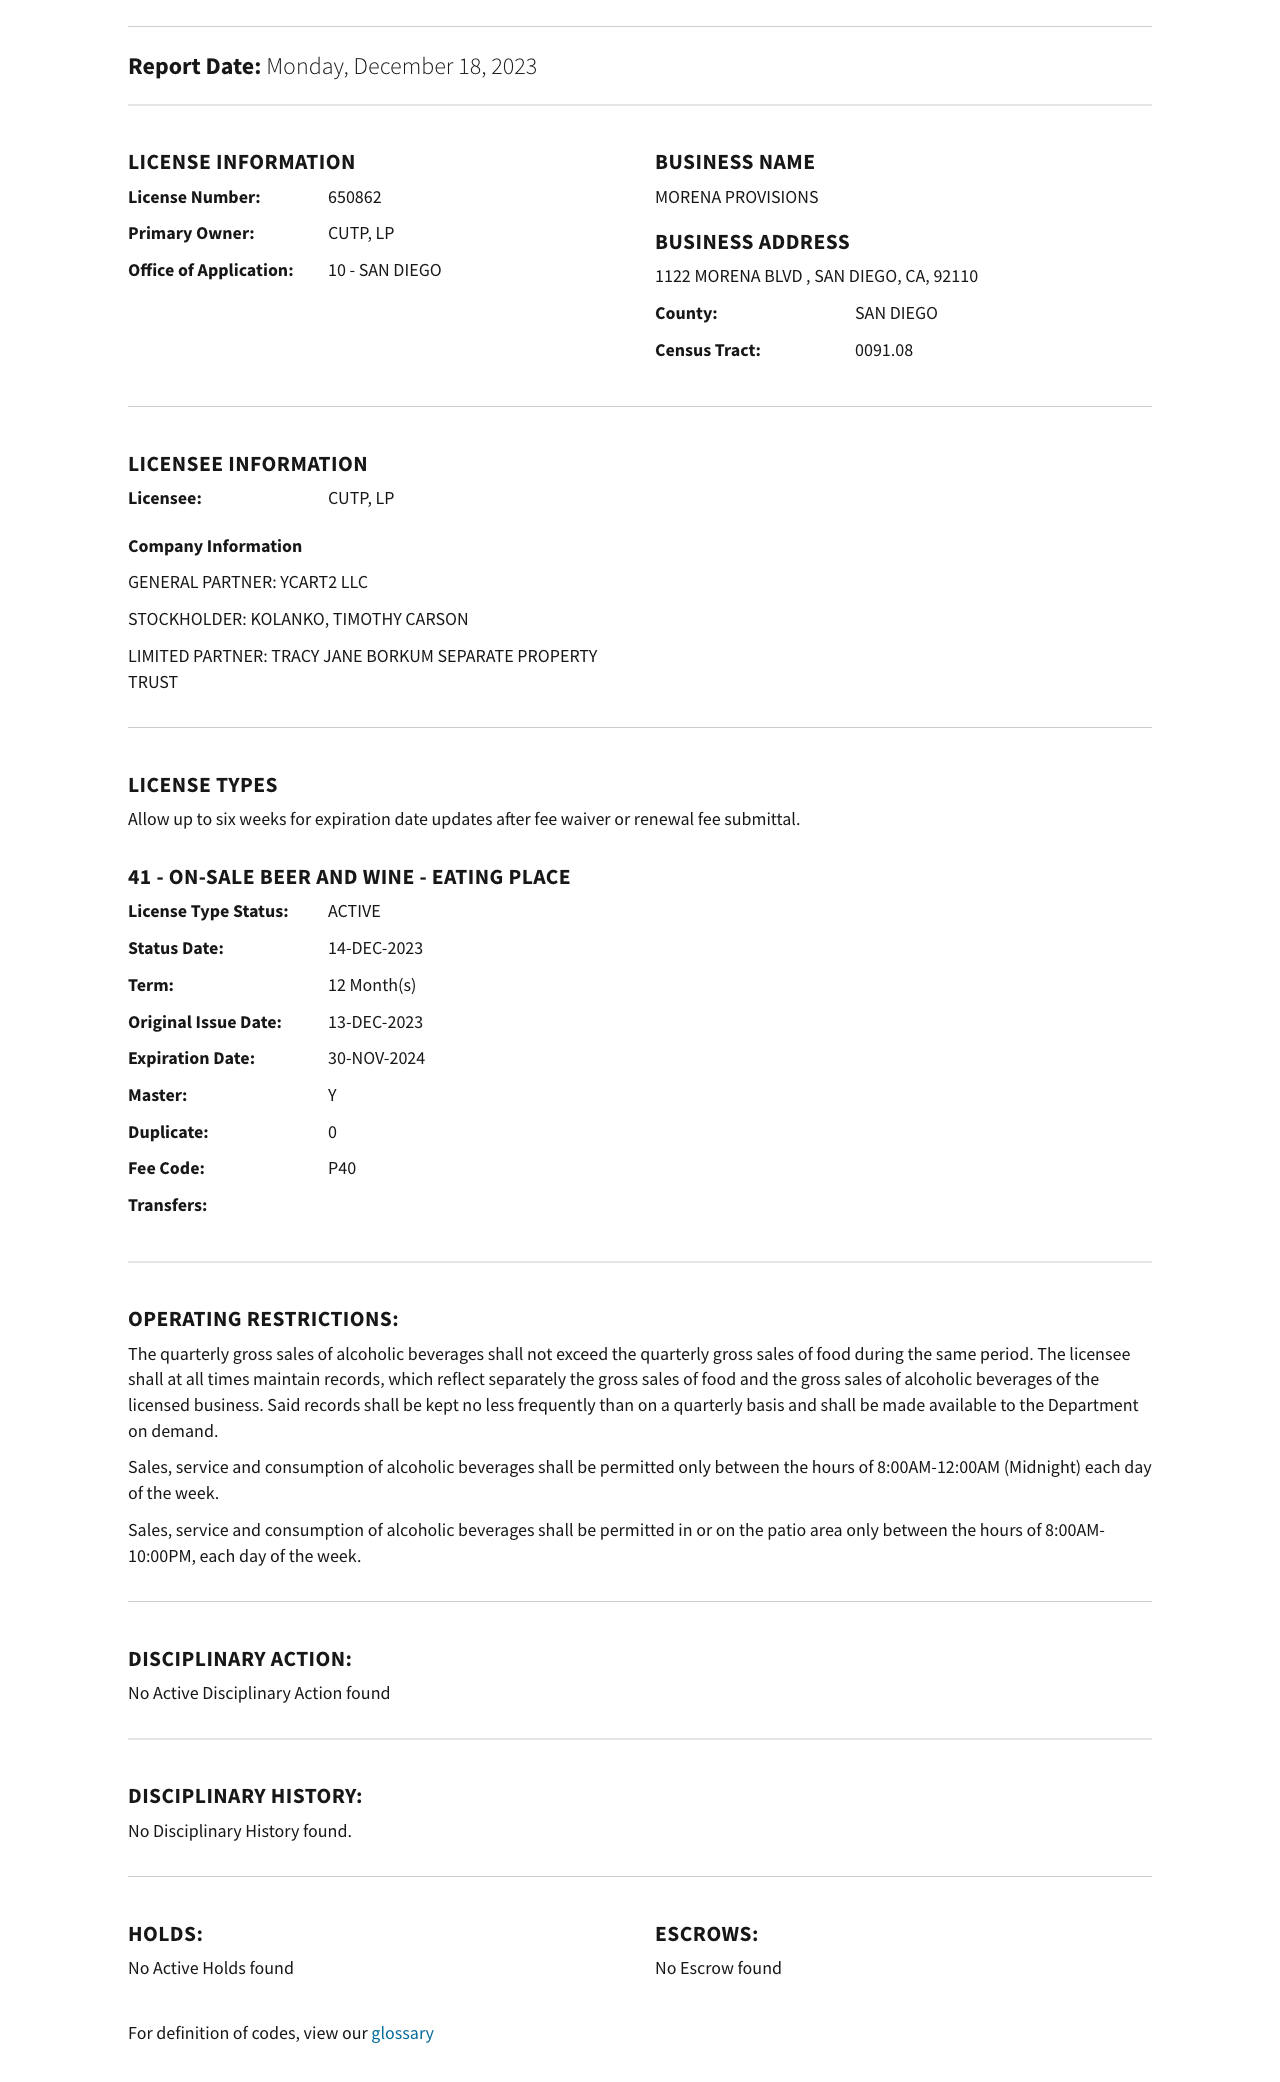 Report Date: Monday, December 18, 2023
LICENSE INFORMATION
License Number: 650862
Primary Owner: CUTP, LP
Office of Application: 10 - SAN DIEGO
BUSINESS NAME
MORENA PROVISIONS
BUSINESS ADDRESS
1122 MORENA BLVD , SAN DIEGO, CA, 92110
County: SAN DIEGO
Census Tract: 0091.08
LICENSEE INFORMATION
Licensee: CUTP, LP
Company Information
GENERAL PARTNER: YCART2 LLC
STOCKHOLDER: KOLANKO, TIMOTHY CARSON
LIMITED PARTNER: TRACY JANE BORKUM SEPARATE PROPERTY
TRUST
LICENSE TYPES
Allow up to six weeks for expiration date updates after fee waiver or renewal fee submittal.
41 - ON-SALE BEER AND WINE - EATING PLACE
License Type Status: ACTIVE
Status Date: 14-DEC-2023
Term: 12 Month(s)
Original Issue Date: 13-DEC-2023
Expiration Date: 30-NOV-2024
Master: Y
Duplicate: 0
Fee Code: P40
Transfers:
OPERATING RESTRICTIONS:
The quarterly gross sales of alcoholic beverages shall not exceed the quarterly gross sales of food during the same period. The licensee
shall at all times maintain records, which reflect separately the gross sales of food and the gross sales of alcoholic beverages of the
licensed business. Said records shall be kept no less frequently than on a quarterly basis and shall be made available to the Department
on demand.
Sales, service and consumption of alcoholic beverages shall be permitted only between the hours of 8:00AM-12:00AM (Midnight) each day
of the week.
Sales, service and consumption of alcoholic beverages shall be permitted in or on the patio area only between the hours of 8:00AM-
10:00PM, each day of the week.
DISCIPLINARY ACTION:
No Active Disciplinary Action found
DISCIPLINARY HISTORY:
No Disciplinary History found.
HOLDS:
No Active Holds found
ESCROWS:
No Escrow found
For definition of codes, view our glossary